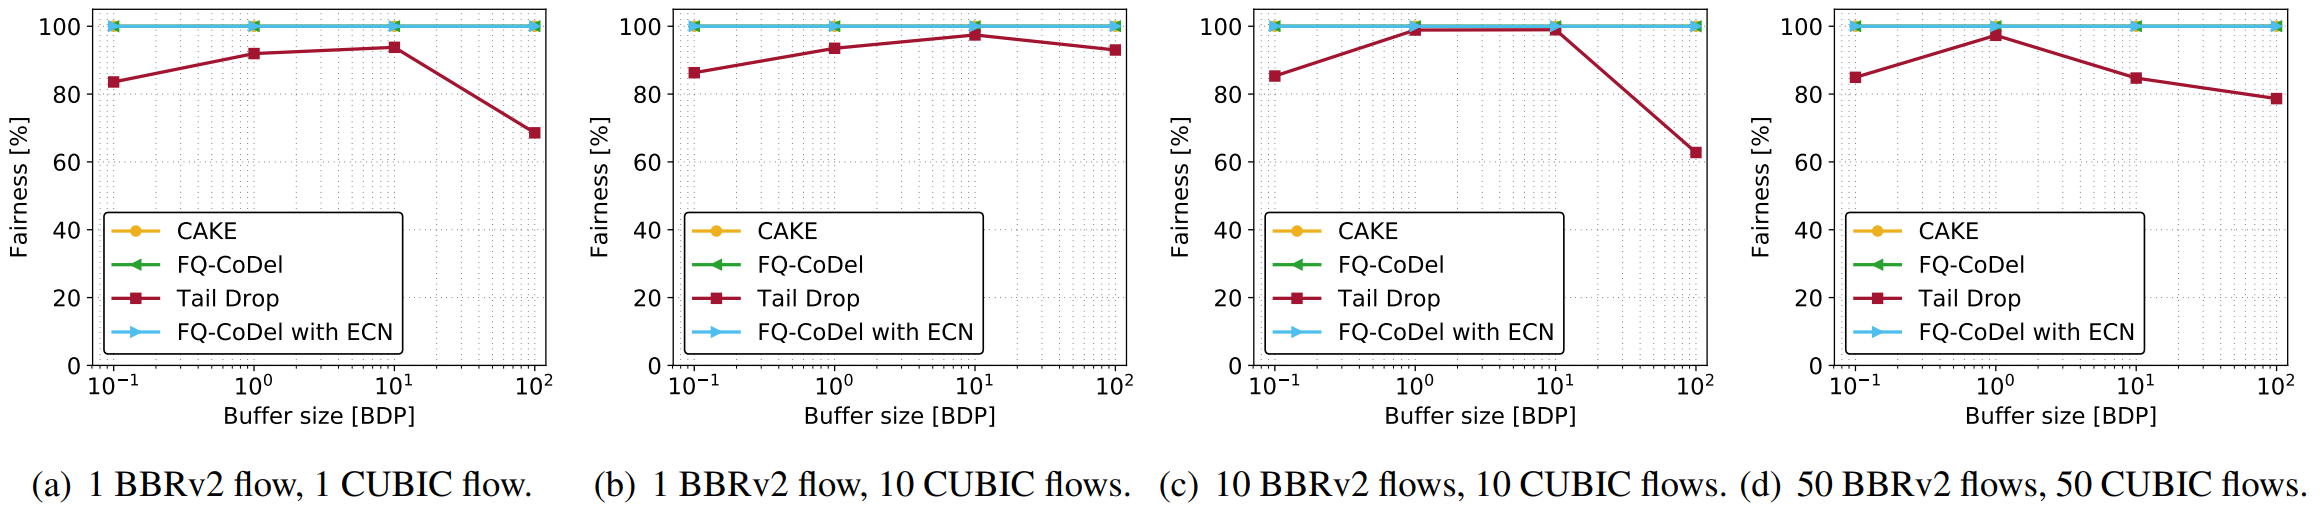 Fairness [%]
100
80
60
40
20
0
CAKE
FQ-CoDel
Tail Drop
FQ-CoDel with ECN
10⁻¹ 10⁰ 10¹ 10²
Buffer size [BDP]
(a) 1 BBRv2 flow, 1 CUBIC flow.
Fairness [%]
100
80
60
40
20
0
CAKE
FQ-CoDel
Tail Drop
FQ-CoDel with ECN
10⁻¹ 10⁰ 10¹ 10²
Buffer size [BDP]
(b) 1 BBRv2 flow, 10 CUBIC flows.
Fairness [%]
100
80
60
40
20
0
CAKE
FQ-CoDel
Tail Drop
FQ-CoDel with ECN
10⁻¹ 10⁰ 10¹ 10²
Buffer size [BDP]
(c) 10 BBRv2 flows, 10 CUBIC flows.
Fairness [%]
100
80
60
40
20
0
CAKE
FQ-CoDel
Tail Drop
FQ-CoDel with ECN
10⁻¹ 10⁰ 10¹ 10²
Buffer size [BDP]
(d) 50 BBRv2 flows, 50 CUBIC flows.